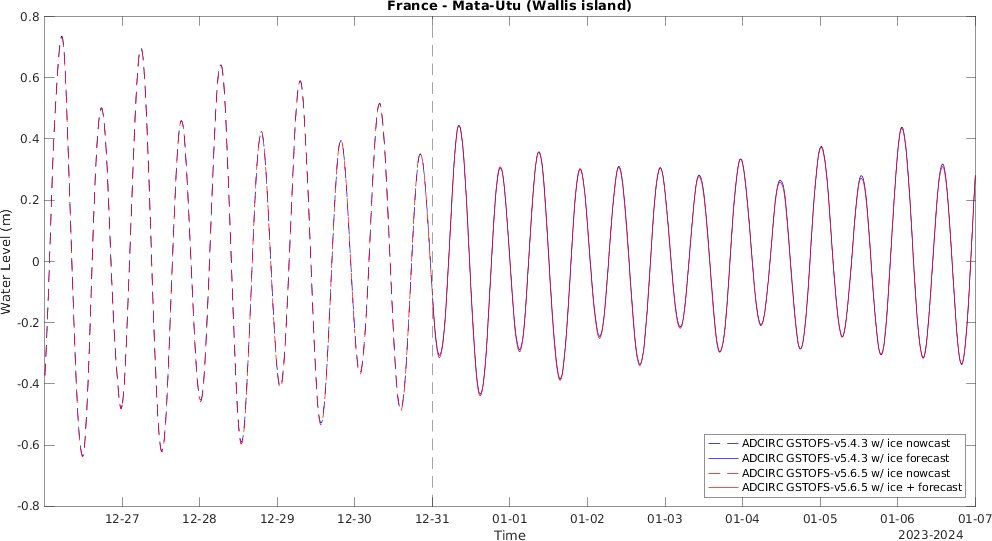 France - Mata-Utu (Wallis island)
0.8
0.6
0.4
0.2
0
-0.2
-0.4
-0.6
-0.8
Water Level (m)
ADCIRC GSTOFS-v5.4.3 w/ ice nowcast
ADCIRC GSTOFS-v5.4.3 w/ ice forecast
ADCIRC GSTOFS-v5.6.5 w/ ice nowcast
ADCIRC GSTOFS-v5.6.5 w/ ice + forecast
12-27 12-28 12-29 12-30 12-31 01-01 01-02 01-03 01-04 01-05 01-06 01-07
Time
2023-2024